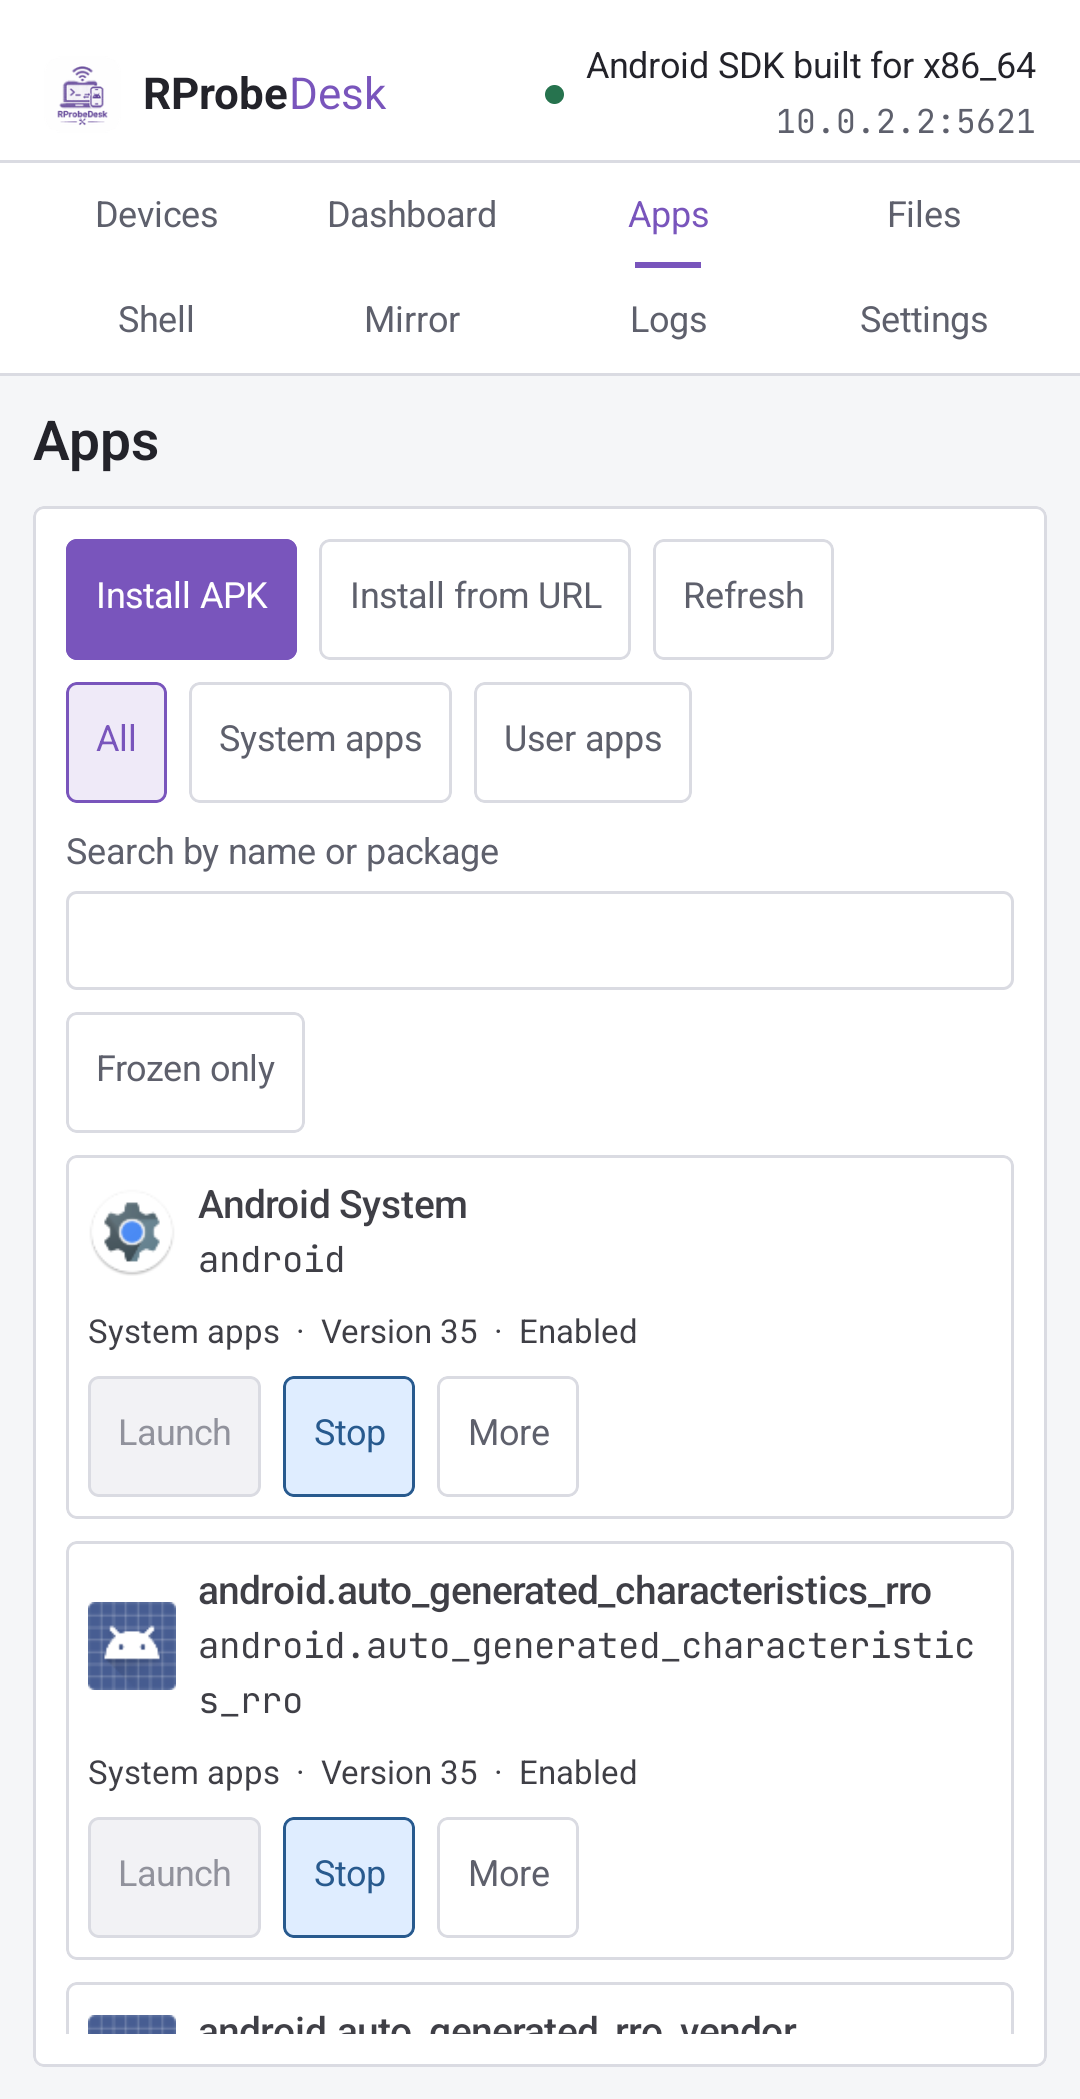 RProbeDesk
RProbeDesk
Android SDK built for x86_64
10.0.2.2:5621
Devices
Dashboard
Apps
Files
Shell
Mirror
Logs
Settings
Apps
Install APK
Install from URL
Refresh
All
System apps
User apps
Search by name or package
Frozen only
Android System
android
System apps · Version 35 · Enabled
Launch
Stop
More
android.auto_generated_characteristics_rro
android.auto_generated_characteristic
s_rro
System apps · Version 35 · Enabled
Launch
Stop
More
android.auto_generated_rro_vendor